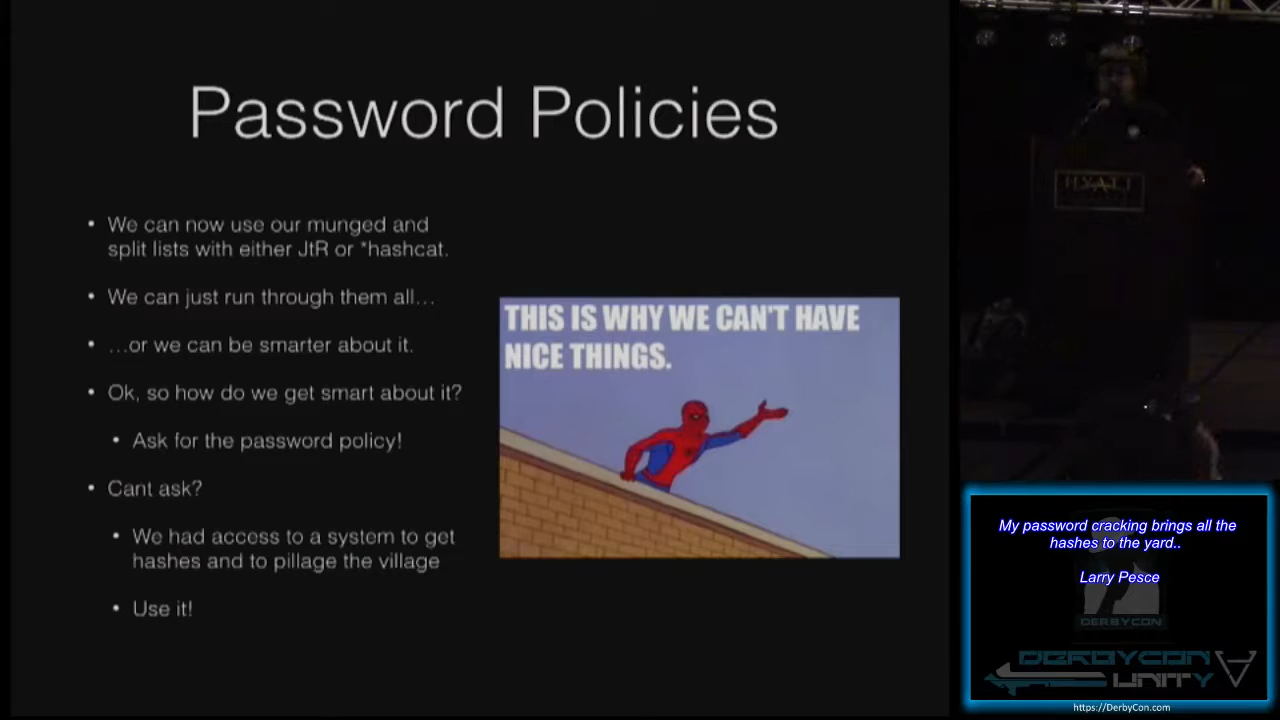 Password Policies
• We can now use our munged and
split lists with either JtR or *hashcat.
• We can just run through them all...
• ...or we can be smarter about it.
• Ok, so how do we get smart about it?
• Ask for the password policy!
• Cant ask?
• We had access to a system to get
hashes and to pillage the village
• Use it!
THIS IS WHY WE CAN'T HAVE
NICE THINGS.
HYATT
My password cracking brings all the
hashes to the yard..
Larry Pesce
DERBYCON
DERBYCON
UNITY
https://DerbyCon.com